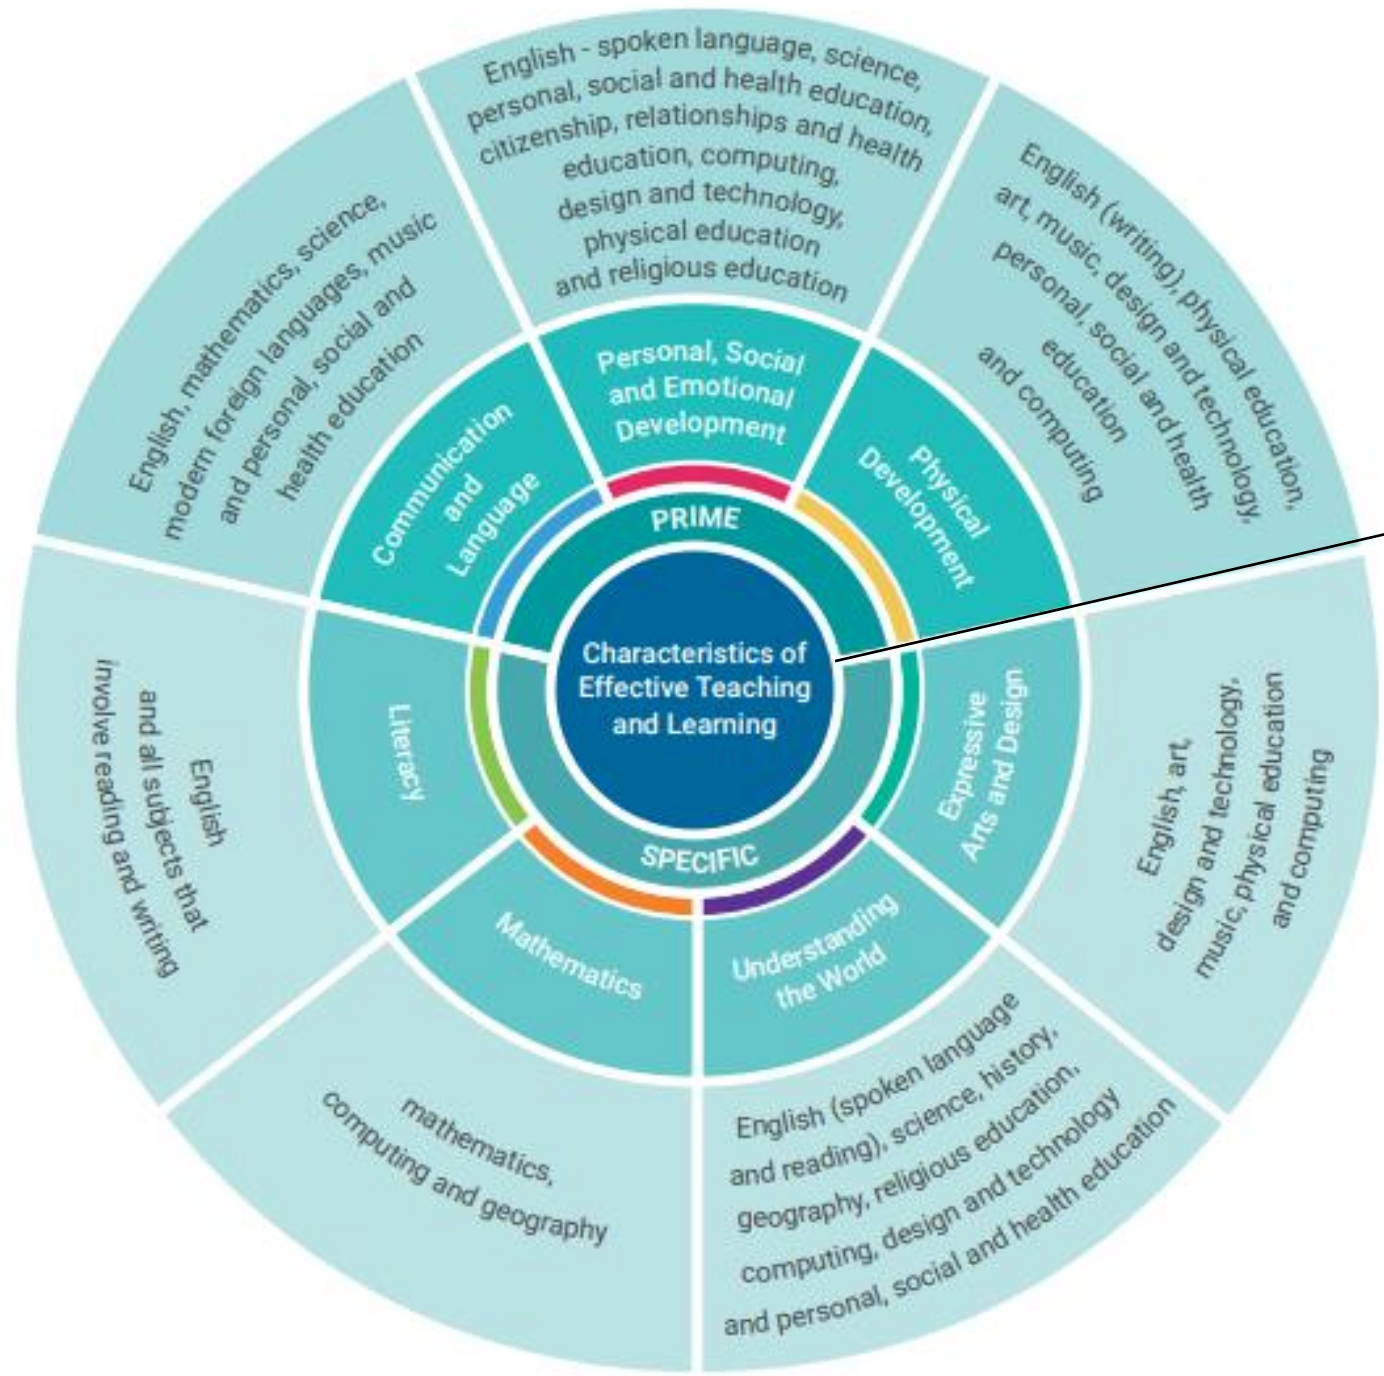 English - spoken language, science,
personal, social and health education,
citizenship, relationships and health
education, computing,
design and technology,
physical education
and religious education
English (writing), physical education,
art, music, design and technology,
personal, social and health
education
and computing
English, art,
design and technology,
music, physical education
and computing
English (spoken language
and reading), science, history,
geography, religious education,
computing, design and technology
and personal, social and health education
mathematics,
computing and geography
English
and all subjects that
involve reading and writing
English, mathematics, science,
modern foreign languages, music
and personal, social and
health education
Personal, Social
and Emotional
Development
Physical
Development
Expressive
Arts and Design
Understanding
the World
Mathematics
Literacy
Communication
and
Language
PRIME
Characteristics of
Effective Teaching
and Learning
SPECIFIC